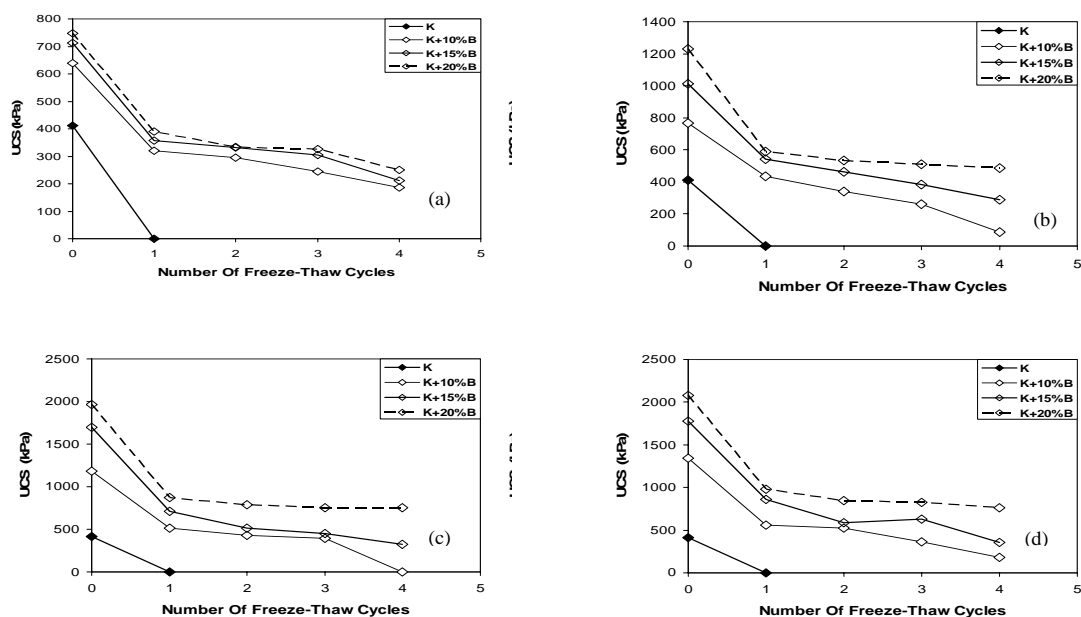 800
700
600
500
400
300
200
100
0
UCS (kPa)
K
K+10%B
K+15%B
K+20%B
(a)
0 1 2 3 4 5
Number Of Freeze-Thaw Cycles
1400
1200
1000
800
600
400
200
0
UCS (kPa)
K
K+10%B
K+15%B
K+20%B
(b)
0 1 2 3 4 5
Number Of Freeze-Thaw Cycles
2500
2000
1500
1000
500
0
UCS (kPa)
K
K+10%B
K+15%B
K+20%B
(c)
0 1 2 3 4 5
Number Of Freeze-Thaw Cycles
2500
2000
1500
1000
500
0
UCS (kPa)
K
K+10%B
K+15%B
K+20%B
(d)
0 1 2 3 4 5
Number Of Freeze-Thaw Cycles